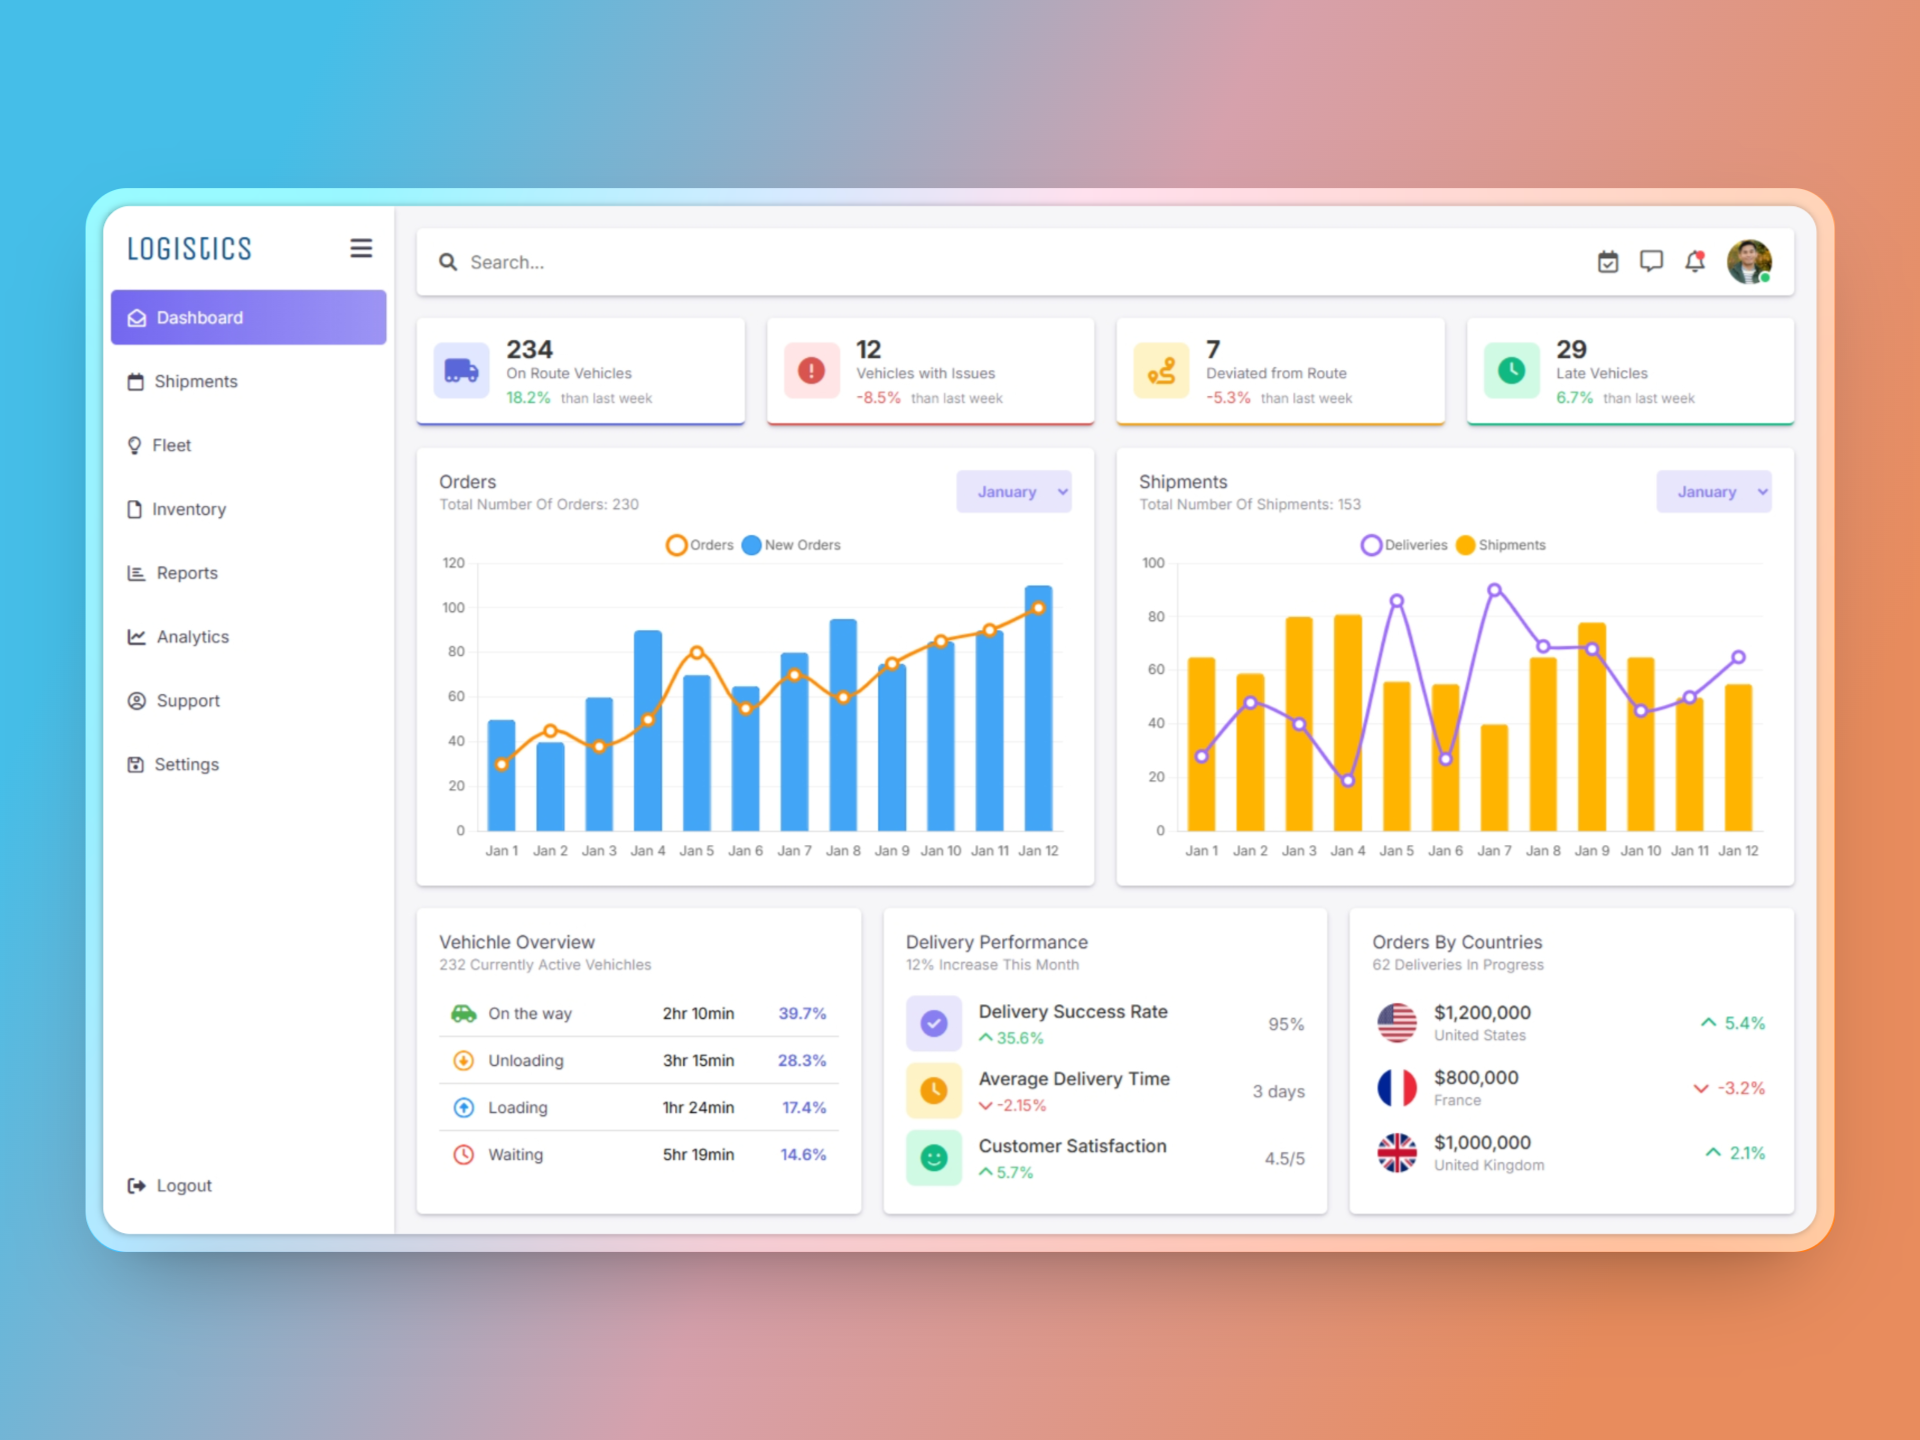 LOGISTICS
Dashboard
Shipments
Fleet
Inventory
Reports
Analytics
Support
Settings
Logout
Search...
234
On Route Vehicles
18.2% than last week
12
Vehicles with Issues
-8.5% than last week
7
Deviated from Route
-5.3% than last week
29
Late Vehicles
6.7% than last week
Orders
Total Number Of Orders: 230
January
Orders New Orders
120
100
80
60
40
20
0
Jan 1 Jan 2 Jan 3 Jan 4 Jan 5 Jan 6 Jan 7 Jan 8 Jan 9 Jan 10 Jan 11 Jan 12
Shipments
Total Number Of Shipments: 153
January
Deliveries Shipments
100
80
60
40
20
0
Jan 1 Jan 2 Jan 3 Jan 4 Jan 5 Jan 6 Jan 7 Jan 8 Jan 9 Jan 10 Jan 11 Jan 12
Vehichle Overview
232 Currently Active Vehichles
On the way 2hr 10min 39.7%
Unloading 3hr 15min 28.3%
Loading 1hr 24min 17.4%
Waiting 5hr 19min 14.6%
Delivery Performance
12% Increase This Month
Delivery Success Rate
35.6%
95%
Average Delivery Time
-2.15%
3 days
Customer Satisfaction
5.7%
4.5/5
Orders By Countries
62 Deliveries In Progress
$1,200,000
United States
5.4%
$800,000
France
-3.2%
$1,000,000
United Kingdom
2.1%